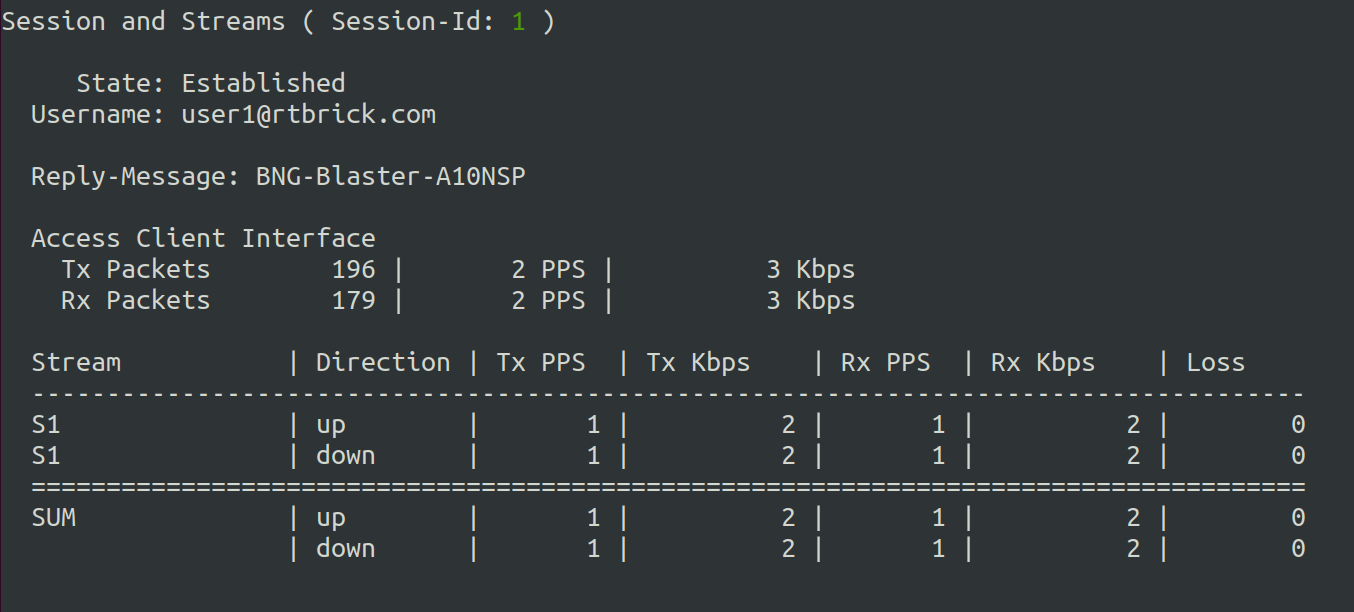 Session and Streams ( Session-Id: 1 )
State: Established
Username: user1@rtbrick.com
Reply-Message: BNG-Blaster-A10NSP
Access Client Interface
Tx Packets 196 | 2 PPS | 3 Kbps
Rx Packets 179 | 2 PPS | 3 Kbps
Stream | Direction | Tx PPS | Tx Kbps | Rx PPS | Rx Kbps | Loss
-------------------------------------------------------------------------------------
S1 | up | 1 | 2 | 1 | 2 | 0
S1 | down | 1 | 2 | 1 | 2 | 0
=====================================================================================
SUM | up | 1 | 2 | 1 | 2 | 0
| down | 1 | 2 | 1 | 2 | 0